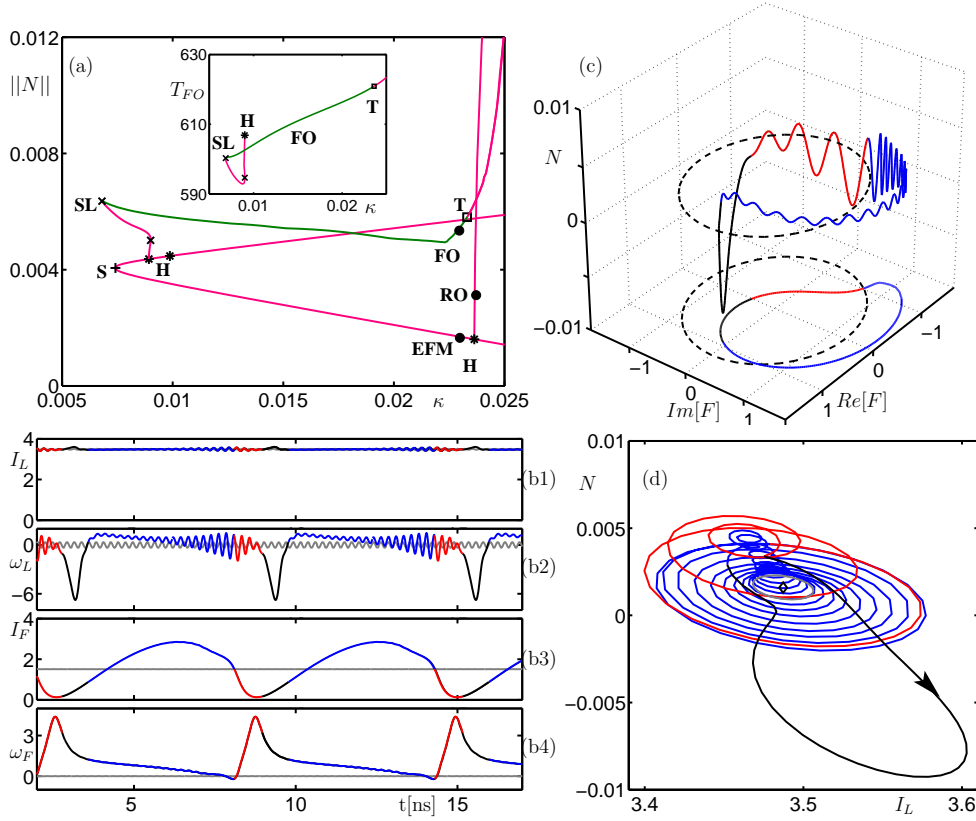 0.012
||N||
0.008
0.004
0
(a)
630
T_FO
610
590
0.01
0.02
κ
SL
H
FO
T
SL
S
H
T
FO
RO
EFM
H
0.005
0.01
0.015
0.02
κ
0.025
(c)
0.01
N
0
−0.01
−1
0
1
Im[F]
1
0
−1
Re[F]
4
I_L
2
0
(b1)
0
ω_L
−6
(b2)
4
I_F
2
0
(b3)
3
ω_F
0
(b4)
5
10
t[ns]
15
0.01
N
(d)
0.005
0
−0.005
−0.01
3.4
3.5
I_L
3.6